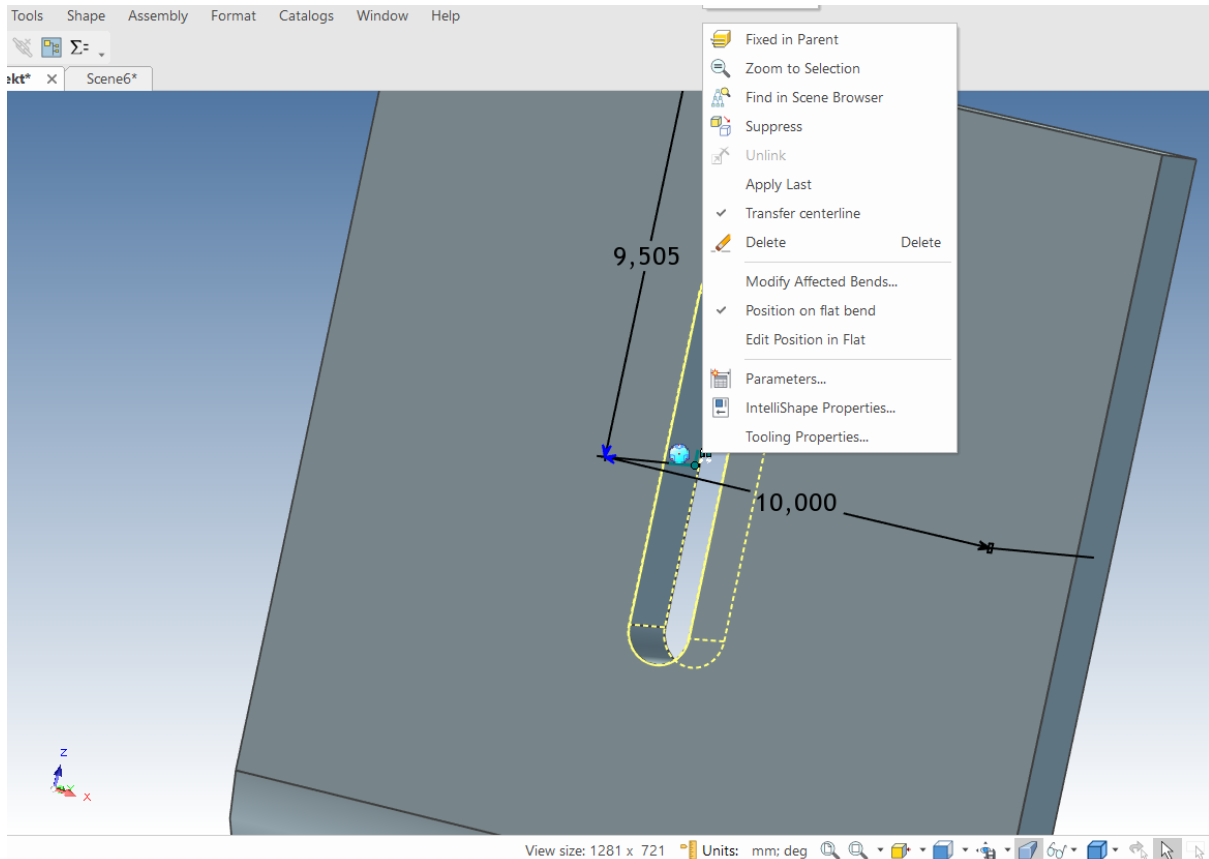 Tools Shape Assembly Format Catalogs Window Help
Σ=
ekt* × Scene6*
Fixed in Parent
Zoom to Selection
Find in Scene Browser
Suppress
Unlink
Apply Last
Transfer centerline
Delete Delete
Modify Affected Bends...
Position on flat bend
Edit Position in Flat
Parameters...
IntelliShape Properties...
Tooling Properties...
9,505
10,000
Z
X
View size: 1281 x 721 Units: mm; deg